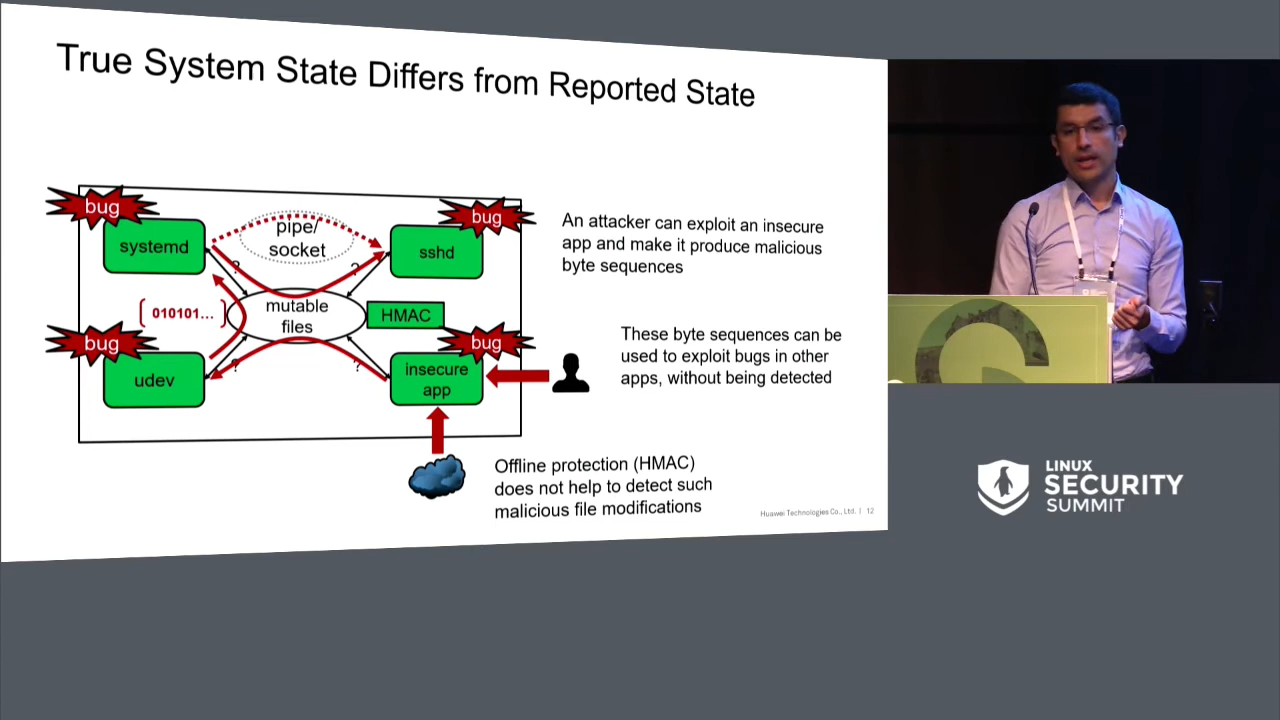 True System State Differs from Reported State
bug
bug
systemd
pipe/
socket
sshd
An attacker can exploit an insecure
app and make it produce malicious
byte sequences
?
?
010101...
mutable
files
HMAC
bug
bug
udev
?
?
insecure
app
These byte sequences can be
used to exploit bugs in other
apps, without being detected
Offline protection (HMAC)
does not help to detect such
malicious file modifications
Huawei Technologies Co., Ltd. | 12
LINUX
SECURITY
SUMMIT